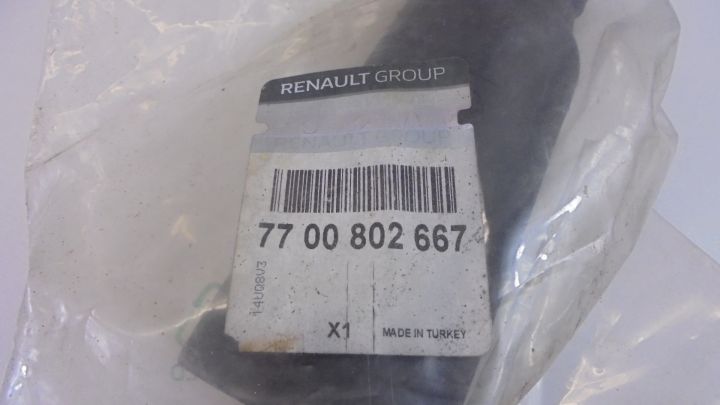 RENAULT GROUP
RENAULT GROUP
77 00 802 667
14U08V3
X1
MADE IN TURKEY